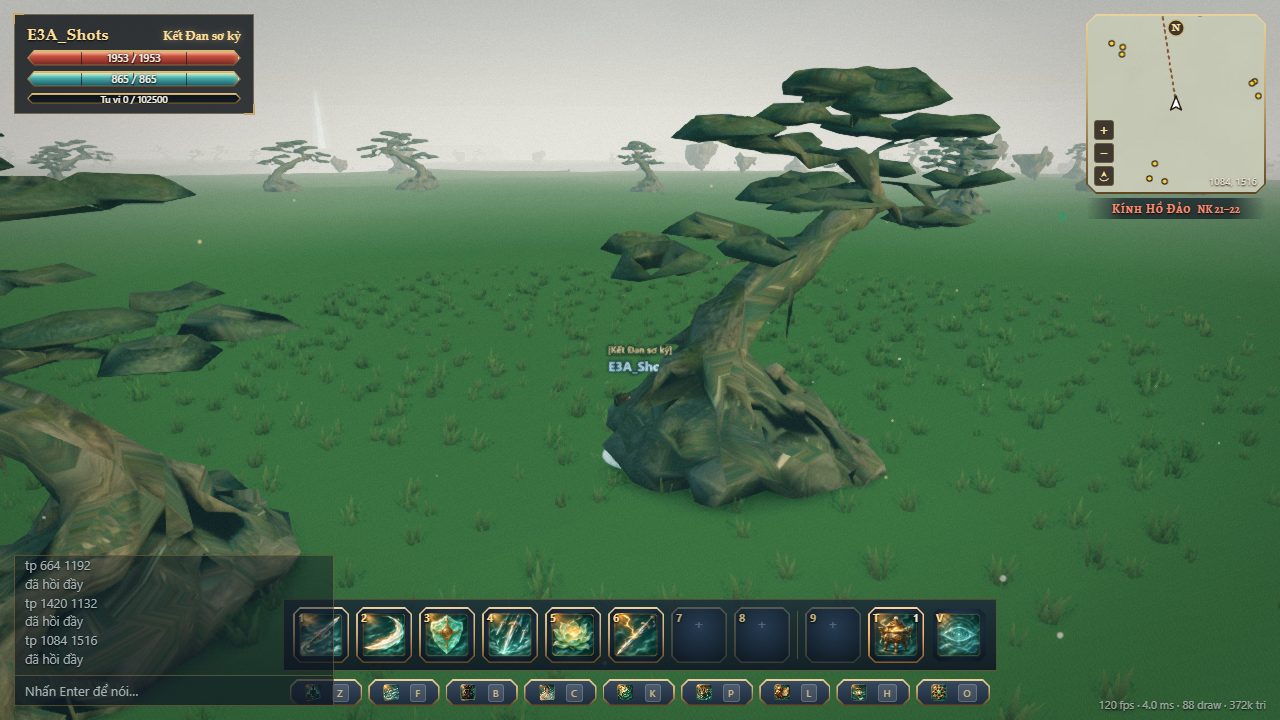 E3A_Shots
Kết Đan sơ kỳ
1953 / 1953
865 / 865
Tu vi 0 / 102500
N
+
−
1084, 1516
Kính Hồ Đảo NK 21–22
[Kết Đan sơ kỳ]
E3A_Sho
tp 664 1192
đã hồi đầy
tp 1420 1132
đã hồi đầy
tp 1084 1516
đã hồi đầy
Nhấn Enter để nói...
1 2 3 4 5 6 7 8 9 T 1 V
+ + +
Z F B C K P L H O
120 fps · 4.0 ms · 88 draw · 372k tri